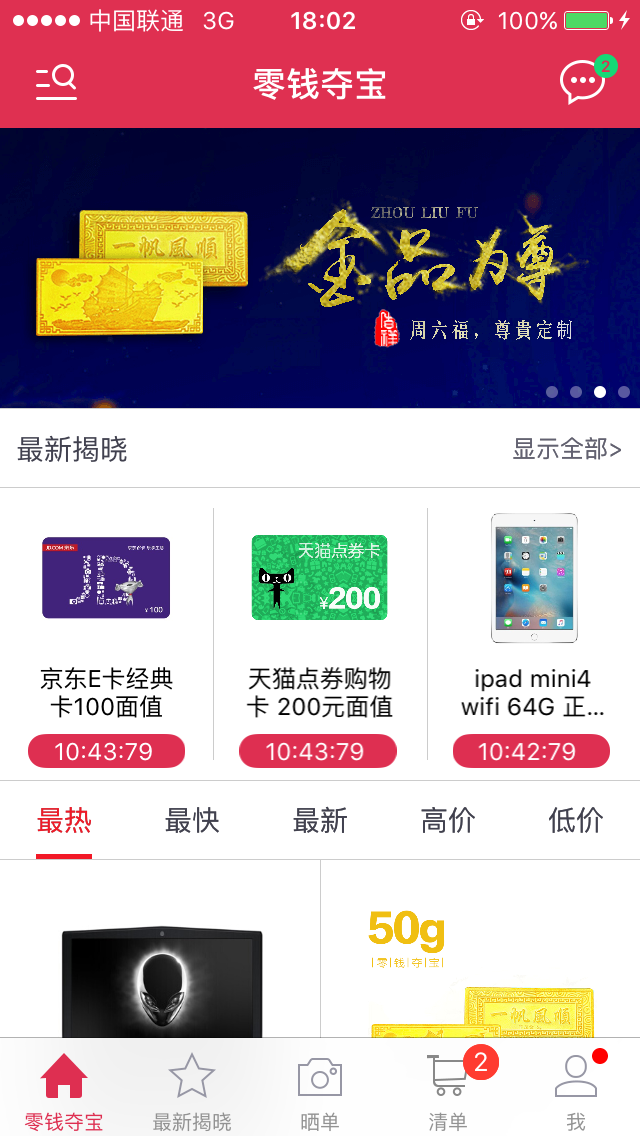 中国联通 3G 18:02 100%
零钱夺宝
2
ZHOU LIU FU
金品为尊
一帆風順
周六福，尊貴定制
最新揭晓 显示全部>
JD.COM 京东
¥100
天猫点券卡
¥200
京东E卡经典
卡100面值
天猫点券购物
卡 200元面值
ipad mini4
wifi 64G 正...
10:43:79 10:43:79 10:42:79
最热 最快 最新 高价 低价
50g
零钱夺宝
一帆風順
2
零钱夺宝 最新揭晓 晒单 清单 我